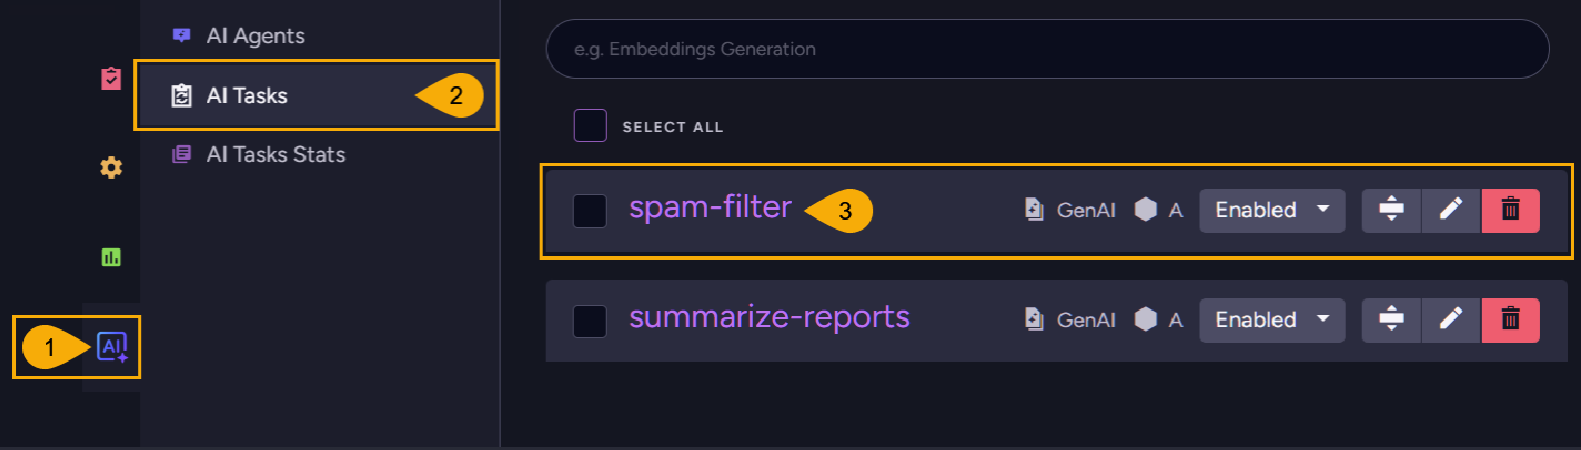 AI Agents
AI Tasks
2
AI Tasks Stats
1
AI
e.g. Embeddings Generation
SELECT ALL
spam-filter
3
GenAI
A
Enabled
summarize-reports
GenAI
A
Enabled